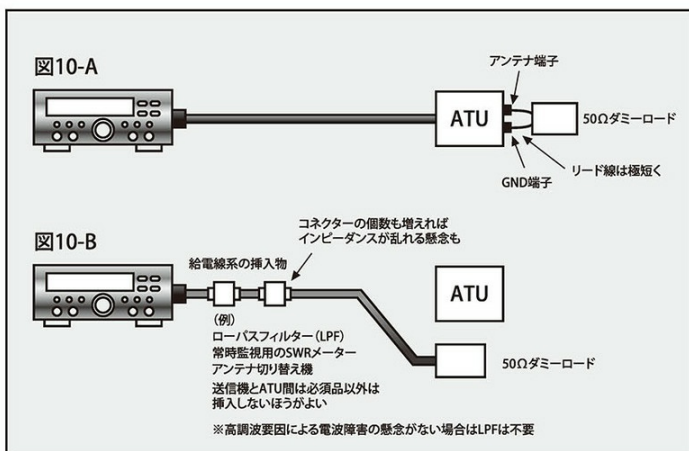 図10-A
アンテナ端子
ATU
50Ωダミーロード
リード線は極短く
GND端子
図10-B
コネクターの個数も増えれば
インピーダンスが乱れる懸念も
給電線系の挿入物
ATU
(例)
ローパスフィルター(LPF)
常時監視用のSWRメーター
アンテナ切り替え機
送信機とATU間は必須品以外は
挿入しないほうがよい
50Ωダミーロード
※高調波要因による電波障害の懸念がない場合はLPFは不要